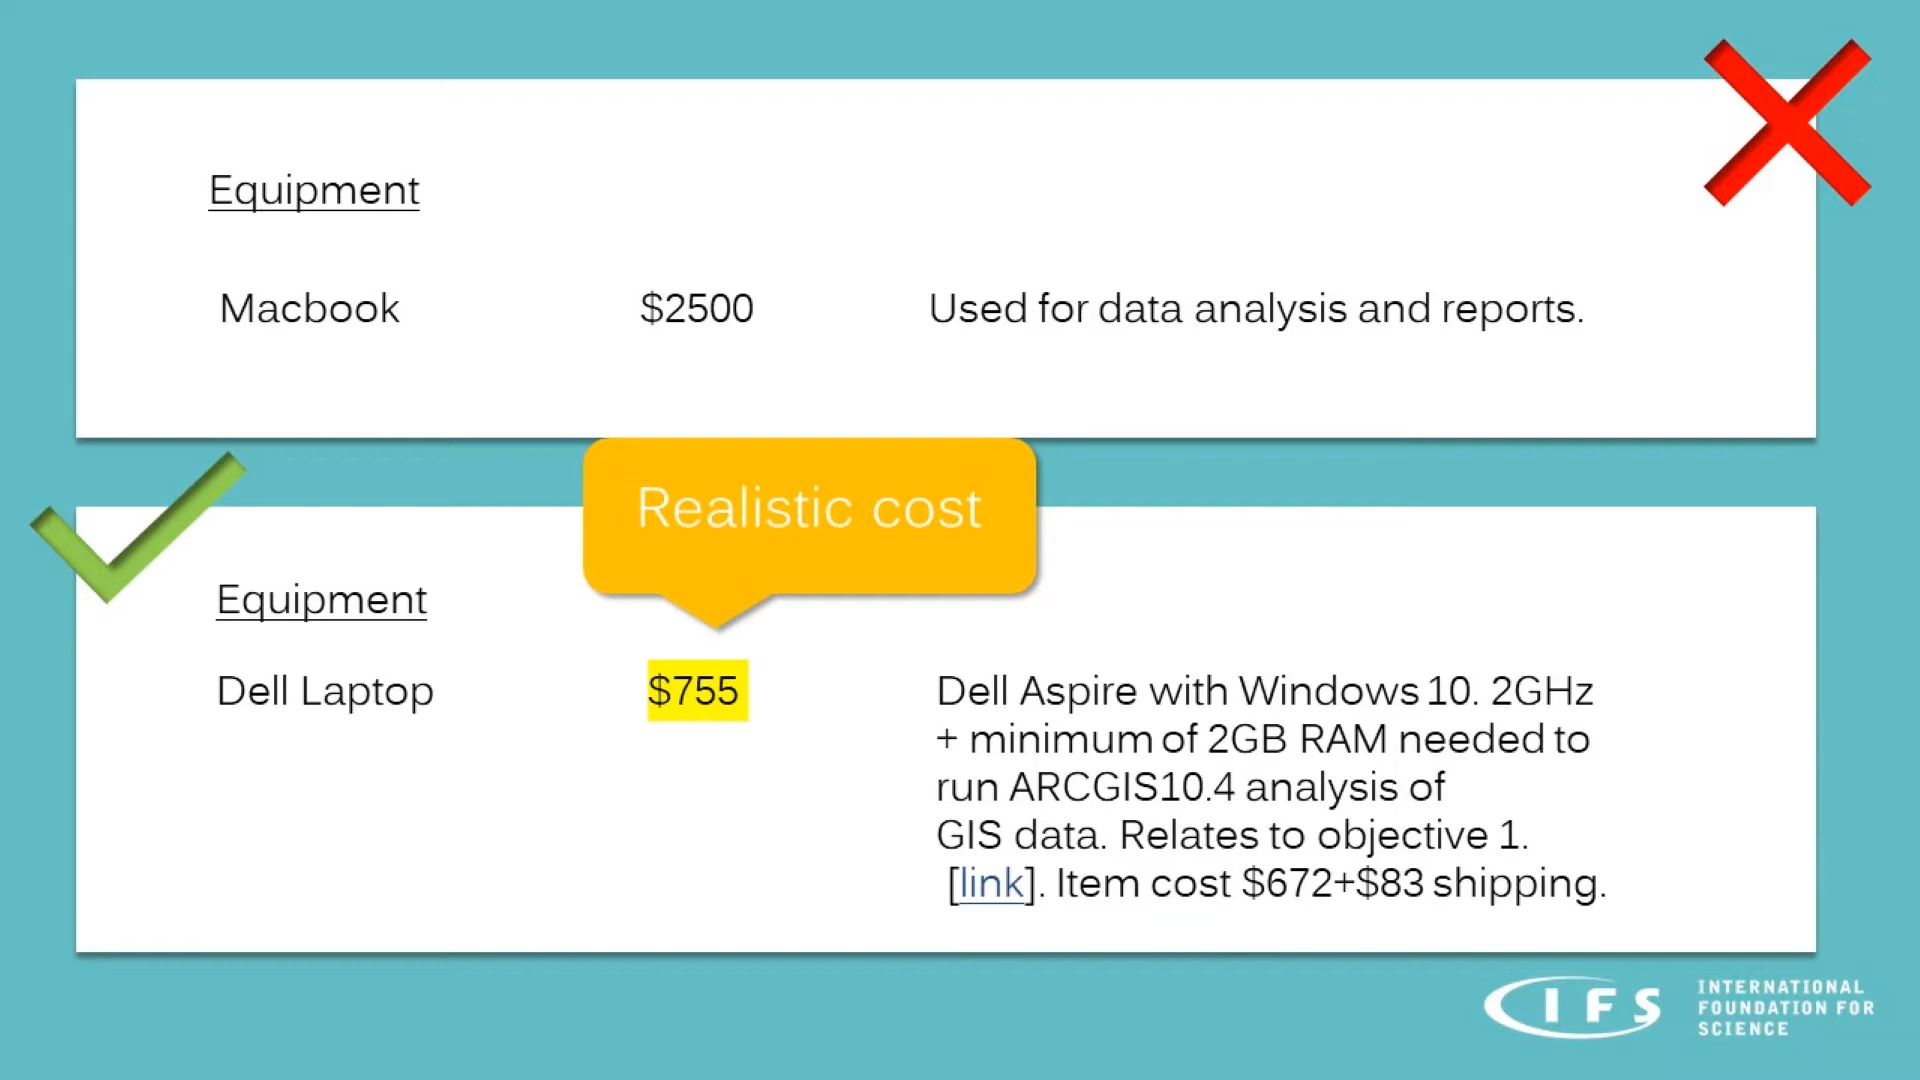 Equipment
Macbook $2500 Used for data analysis and reports.
Realistic cost
Equipment
Dell Laptop $755 Dell Aspire with Windows 10. 2GHz
+ minimum of 2GB RAM needed to
run ARCGIS10.4 analysis of
GIS data. Relates to objective 1.
[link]. Item cost $672+$83 shipping.
IFS
INTERNATIONAL
FOUNDATION FOR
SCIENCE